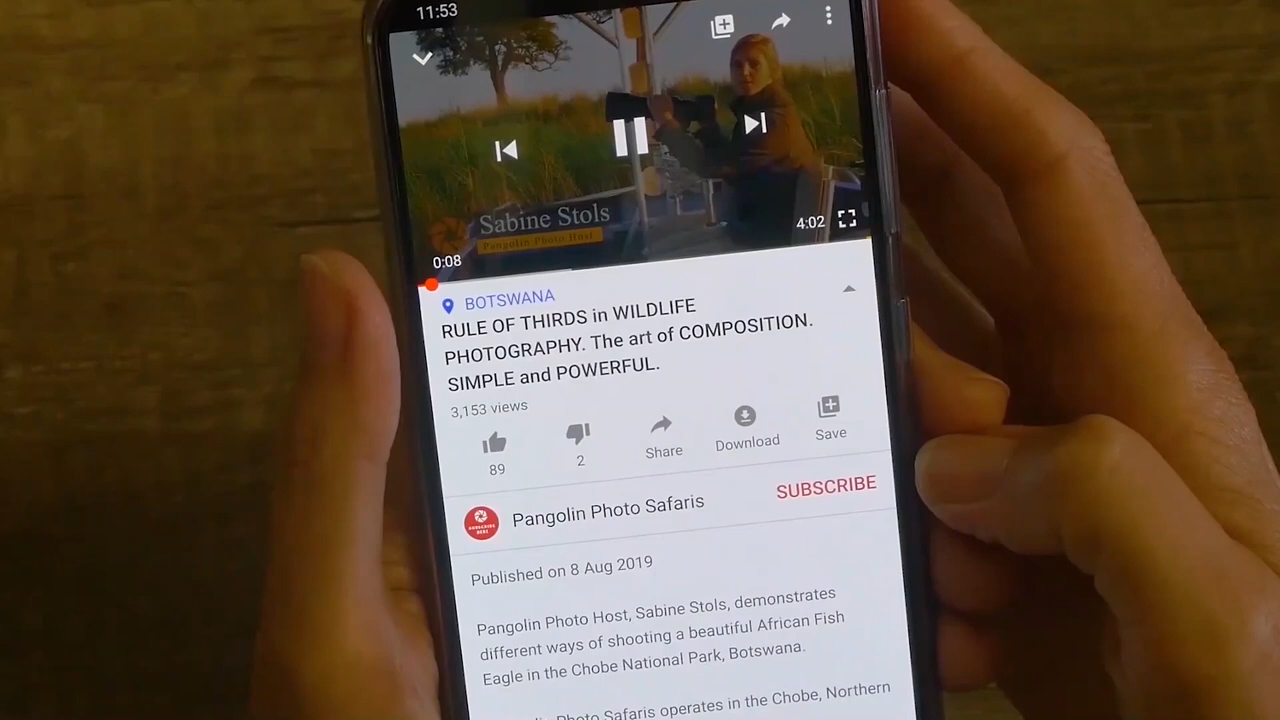 11:53
Sabine Stols
Pangolin Photo Host
4:02
0:08
BOTSWANA
RULE OF THIRDS in WILDLIFE
PHOTOGRAPHY. The art of COMPOSITION.
SIMPLE and POWERFUL.
3,153 views
89
2
Share
Download
Save
SUBSCRIBE HERE
Pangolin Photo Safaris
SUBSCRIBE
Published on 8 Aug 2019
Pangolin Photo Host, Sabine Stols, demonstrates
different ways of shooting a beautiful African Fish
Eagle in the Chobe National Park, Botswana.
Photo Safaris operates in the Chobe, Northern